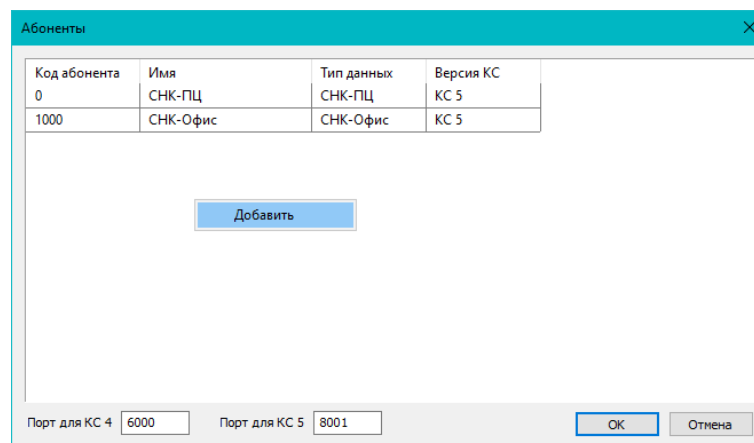 Абоненты
Код абонента Имя Тип данных Версия КС
0 СНК-ПЦ СНК-ПЦ КС 5
1000 СНК-Офис СНК-Офис КС 5
Добавить
Порт для КС 4 6000 Порт для КС 5 8001 ОК Отмена